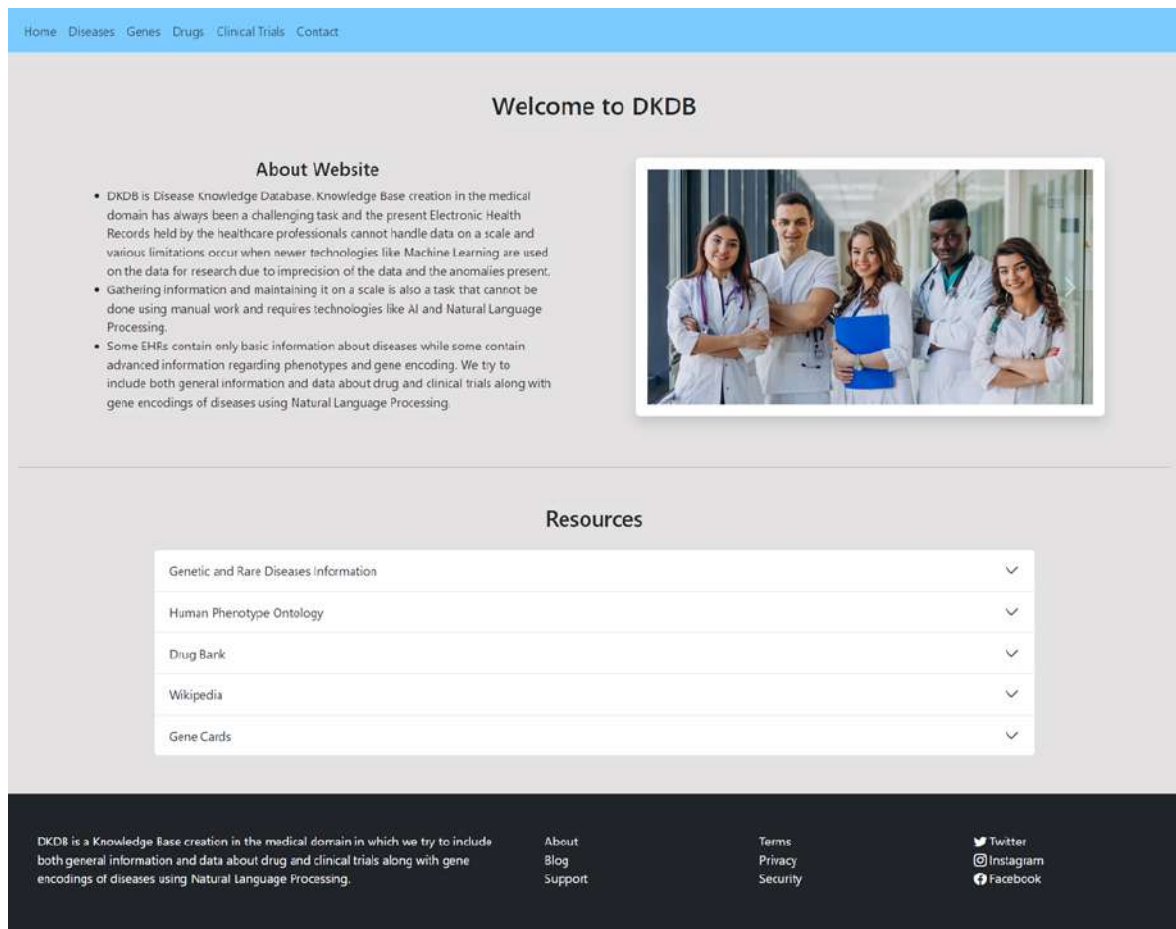 Home Diseases Genes Drugs Clinical Trials Contact
Welcome to DKDB
About Website
• DKDB is Disease Knowledge Database. Knowledge Base creation in the medical
domain has always been a challenging task and the present Electronic Health
Records held by the healthcare professionals cannot handle data on a scale and
various limitations occur when newer technologies like Machine Learning are used
on the data for research due to imprecision of the data and the anomalies present.
• Gathering information and maintaining it on a scale is also a task that cannot be
done using manual work and requires technologies like AI and Natural Language
Processing.
• Some EHRs contain only basic information about diseases while some contain
advanced information regarding phenotypes and gene encoding. We try to
include both general information and data about drug and clinical trials along with
gene encodings of diseases using Natural Language Processing.
Resources
Genetic and Rare Diseases Information
Human Phenotype Ontology
Drug Bank
Wikipedia
Gene Cards
DKDB is a Knowledge Base creation in the medical domain in which we try to include
both general information and data about drug and clinical trials along with gene
encodings of diseases using Natural Language Processing.
About
Blog
Support
Terms
Privacy
Security
Twitter
Instagram
Facebook